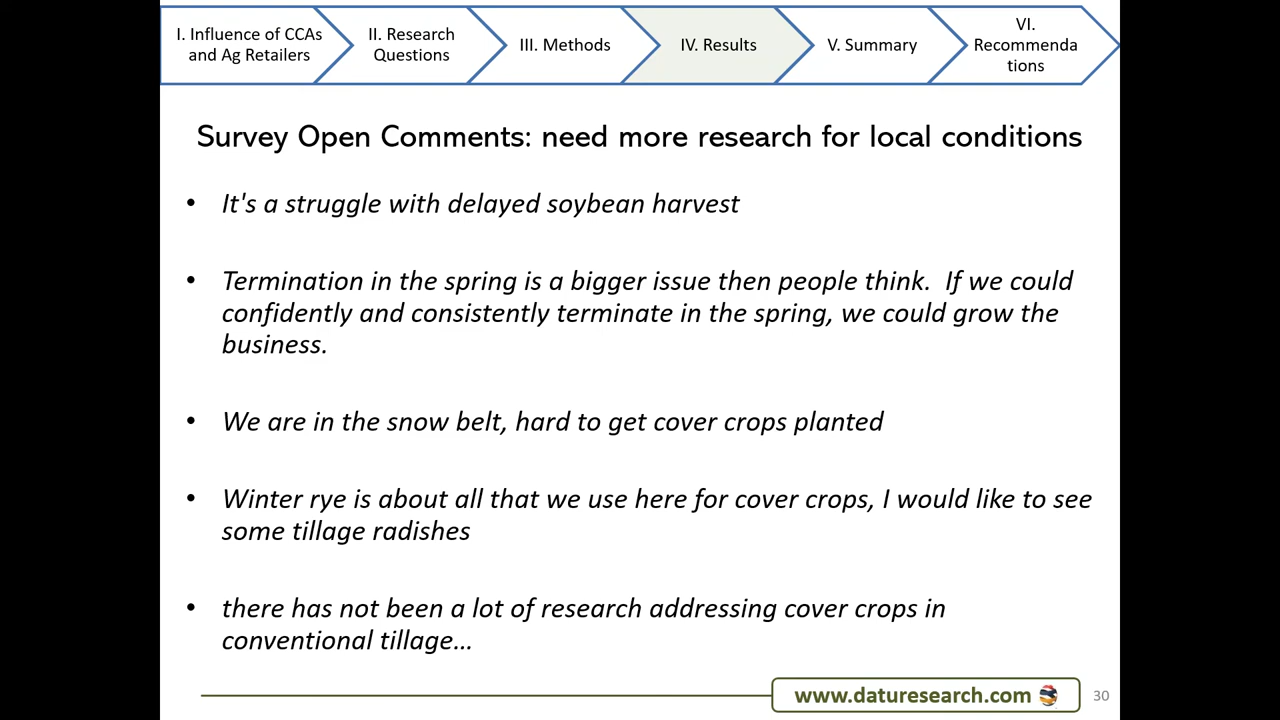 I. Influence of CCAs
and Ag Retailers
II. Research
Questions
III. Methods
IV. Results
V. Summary
VI.
Recommenda
tions
Survey Open Comments: need more research for local conditions
• It's a struggle with delayed soybean harvest
• Termination in the spring is a bigger issue then people think.  If we could
confidently and consistently terminate in the spring, we could grow the
business.
• We are in the snow belt, hard to get cover crops planted
• Winter rye is about all that we use here for cover crops, I would like to see
some tillage radishes
• there has not been a lot of research addressing cover crops in
conventional tillage…
www.daturesearch.com
30